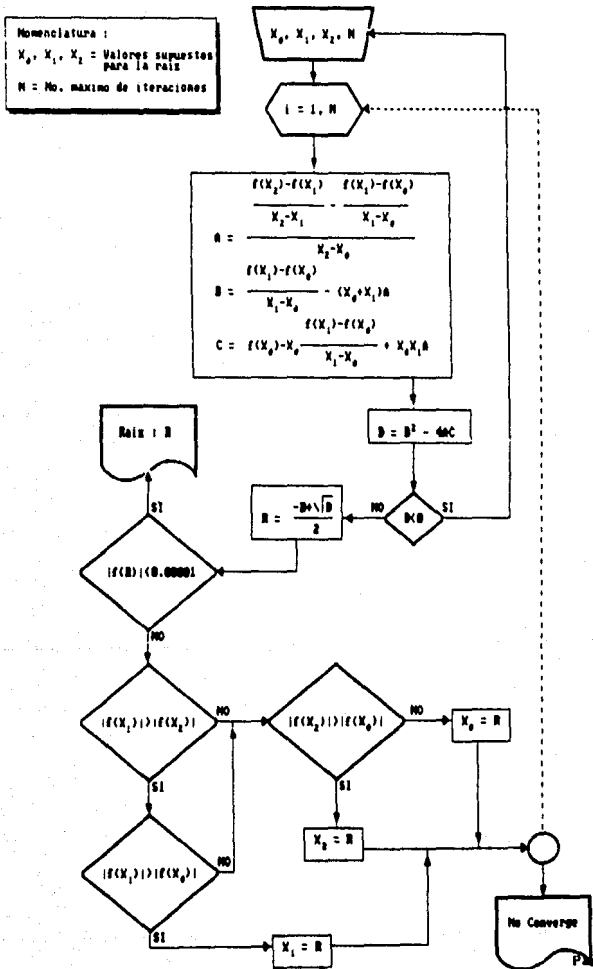 Nomenclatura :
X₀, X₁, X₂ = Valores supuestos
para la raiz
N = No. maximo de iteraciones
X₀, X₁, X₂, N
i = 1, N
A = ((f(X₂)-f(X₁))/(X₂-X₁) - (f(X₁)-f(X₀))/(X₁-X₀))/(X₂-X₀)
B = (f(X₁)-f(X₀))/(X₁-X₀) - (X₀+X₁)A
C = f(X₀)-X₀ (f(X₁)-f(X₀))/(X₁-X₀) + X₀X₁A
D = B² - 4AC
D<0
NO
SI
R = (-B+√D)/2
Raiz : R
SI
|f(R)|<0.00001
NO
|f(X₁)|>|f(X₂)|
NO
SI
|f(X₂)|>|f(X₀)|
NO
SI
X₀ = R
X₂ = R
|f(X₁)|>|f(X₀)|
NO
SI
X₁ = R
No Converge